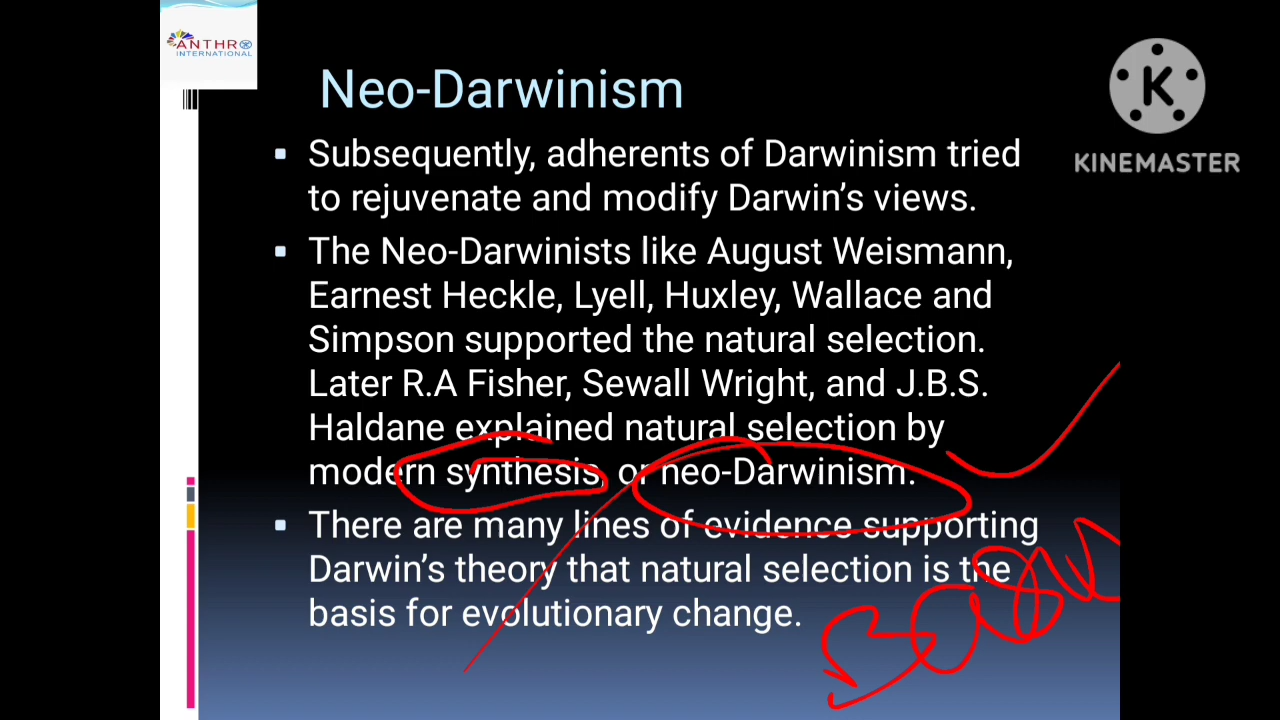 ANTHRO
INTERNATIONAL
K
KINEMASTER
Neo-Darwinism
Subsequently, adherents of Darwinism tried
to rejuvenate and modify Darwin's views.
The Neo-Darwinists like August Weismann,
Earnest Heckle, Lyell, Huxley, Wallace and
Simpson supported the natural selection.
Later R.A Fisher, Sewall Wright, and J.B.S.
Haldane explained natural selection by
modern synthesis, or neo-Darwinism.
There are many lines of evidence supporting
Darwin's theory that natural selection is the
basis for evolutionary change.